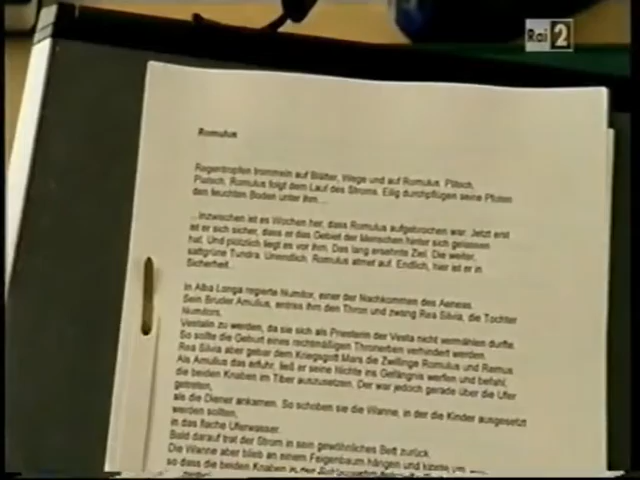 Rai 2
Romulus
Regentropfen trommeln auf Blätter, Wege und auf Romulus. Plitsch,
Platsch, Romulus folgt dem Lauf des Stroms. Eilig durchpflügen seine Pfoten
den feuchten Boden unter ihm....
...Inzwischen ist es Wochen her, dass Romulus aufgebrochen war. Jetzt erst
ist er sich sicher, dass er das Gebiet der Menschen hinter sich gelassen
hat. Und plötzlich liegt es vor ihm. Das lang ersehnte Ziel. Die weiter,
saftgrüne Tundra. Unendlich. Romulus atmet auf. Endlich, hier ist er in
Sicherheit...
In Alba Longa regierte Numitor, einer der Nachkommen des Aeneas.
Sein Bruder Amulius, entriss ihm den Thron und zwang Rea Silvia, die Tochter
Numitors,
Vestalin zu werden, da sie sich als Priesterin der Vesta nicht vermählen durfte.
So sollte die Geburt eines rechtmäßigen Thronerben verhindert werden.
Rea Silvia aber gebar dem Kriegsgott Mars die Zwillinge Romulus und Remus
Als Amulius das erfuhr, ließ er seine Nichte ins Gefängnis werfen und befahl,
die beiden Knaben im Tiber auszusetzen. Der war jedoch gerade über die Ufer
getreten,
als die Diener ankamen. So schoben sie die Wanne, in der die Kinder ausgesetzt
werden sollten,
in das flache Uferwasser.
Bald darauf trat der Strom in sein gewöhnliches Bett zurück.
Die Wanne aber blieb an einem Feigenbaum hängen und kippte um
so dass die beiden Knaben in den